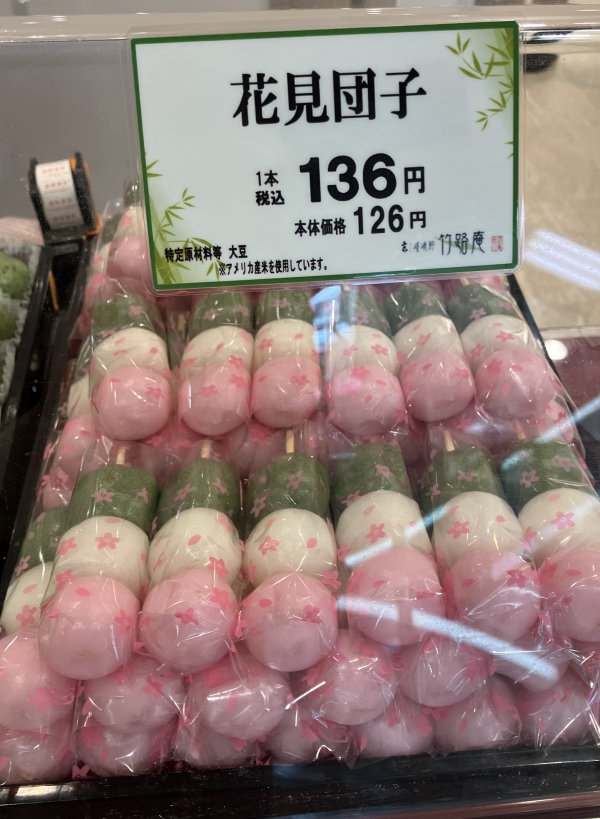 花見団子
1本
税込 136円
本体価格 126円
特定原材料等 大豆
※アメリカ産米を使用しています。
竹路庵